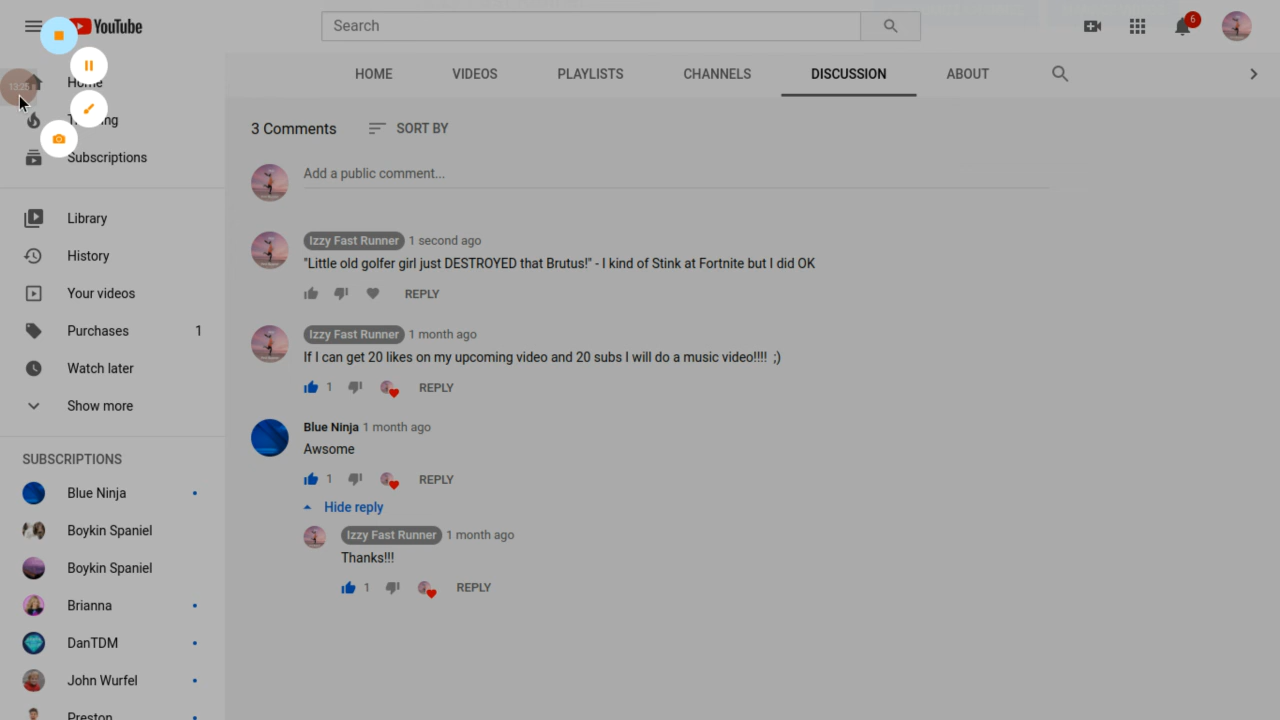 YouTube
Search
6
Home
Subscriptions
Library
History
Your videos
Purchases 1
Watch later
Show more
SUBSCRIPTIONS
Blue Ninja
Boykin Spaniel
Boykin Spaniel
Brianna
DanTDM
John Wurfel
Preston
HOME VIDEOS PLAYLISTS CHANNELS DISCUSSION ABOUT
3 Comments SORT BY
Add a public comment...
Izzy Fast Runner 1 second ago
"Little old golfer girl just DESTROYED that Brutus!" - I kind of Stink at Fortnite but I did OK
REPLY
Izzy Fast Runner 1 month ago
If I can get 20 likes on my upcoming video and 20 subs I will do a music video!!!! ;)
1 REPLY
Blue Ninja 1 month ago
Awsome
1 REPLY
Hide reply
Izzy Fast Runner 1 month ago
Thanks!!!
1 REPLY